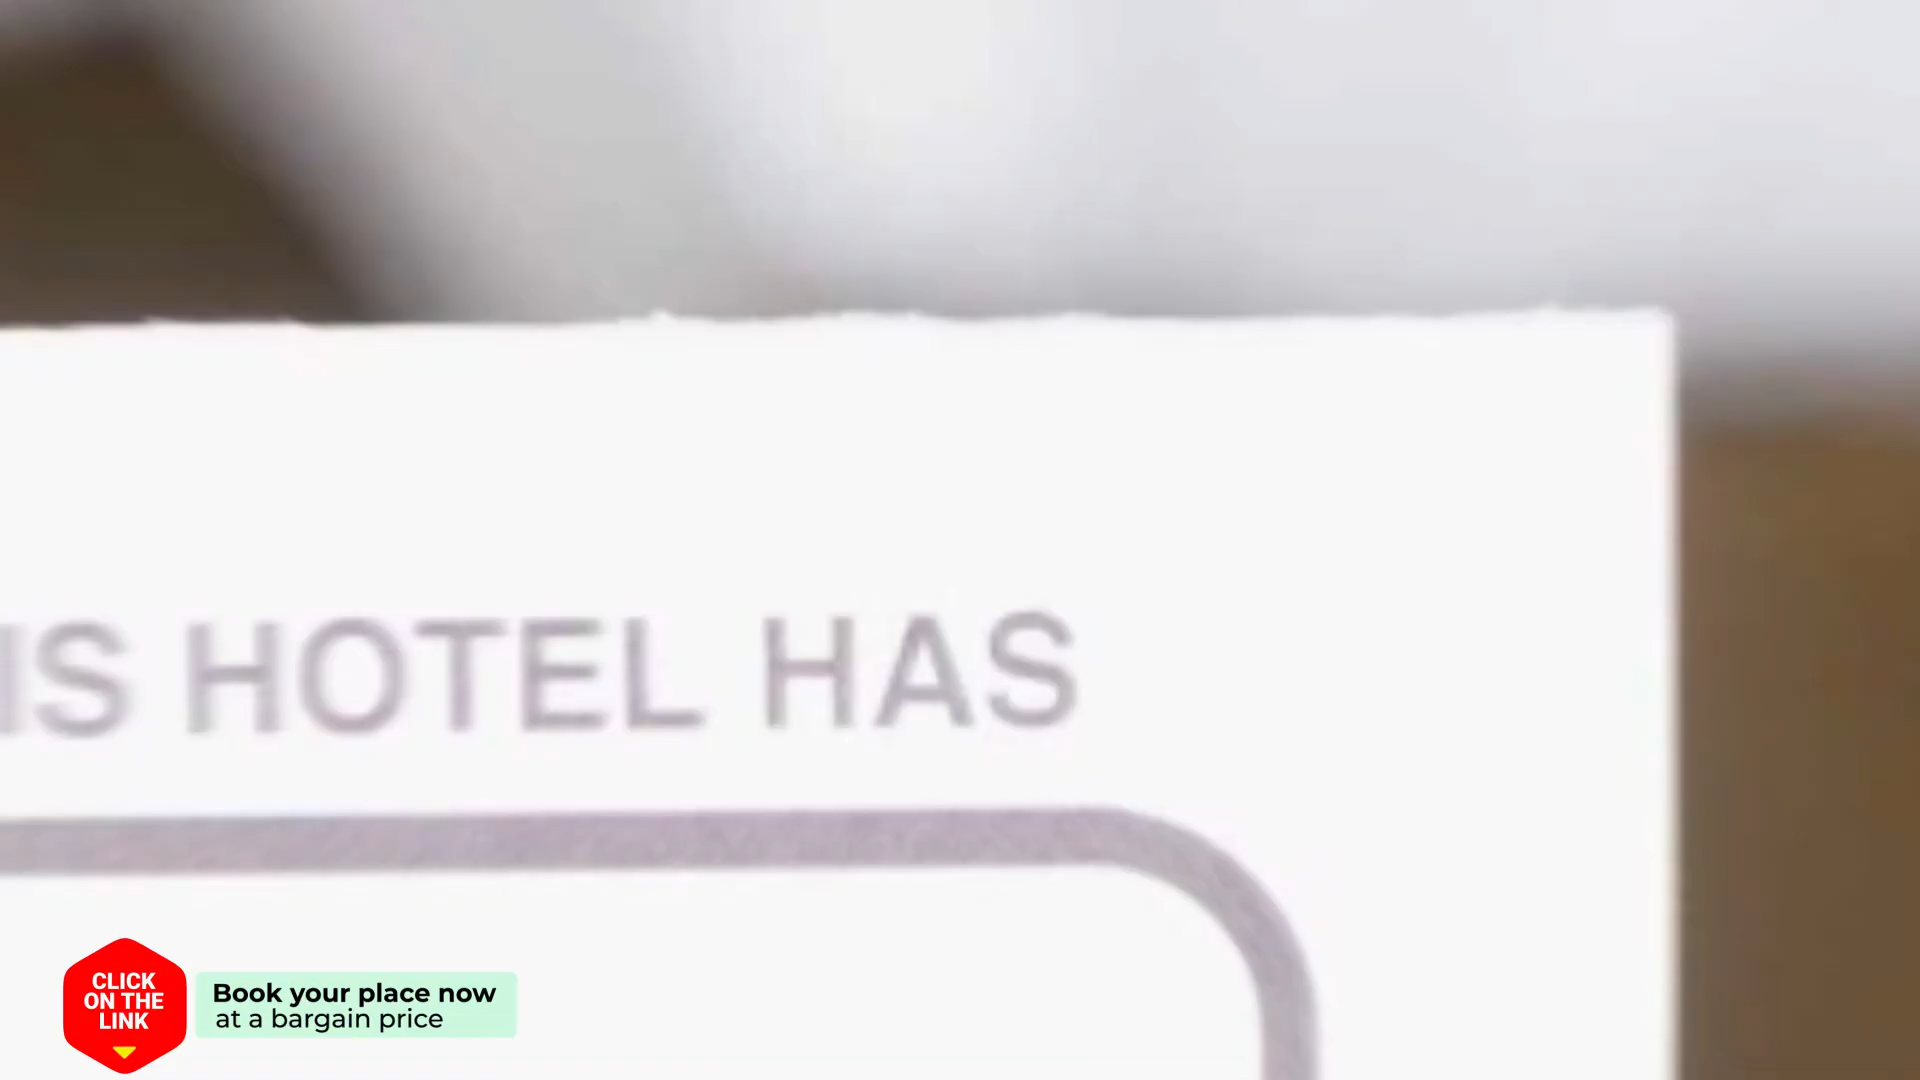 IS HOTEL HAS
CLICK
ON THE
LINK
Book your place now
at a bargain price